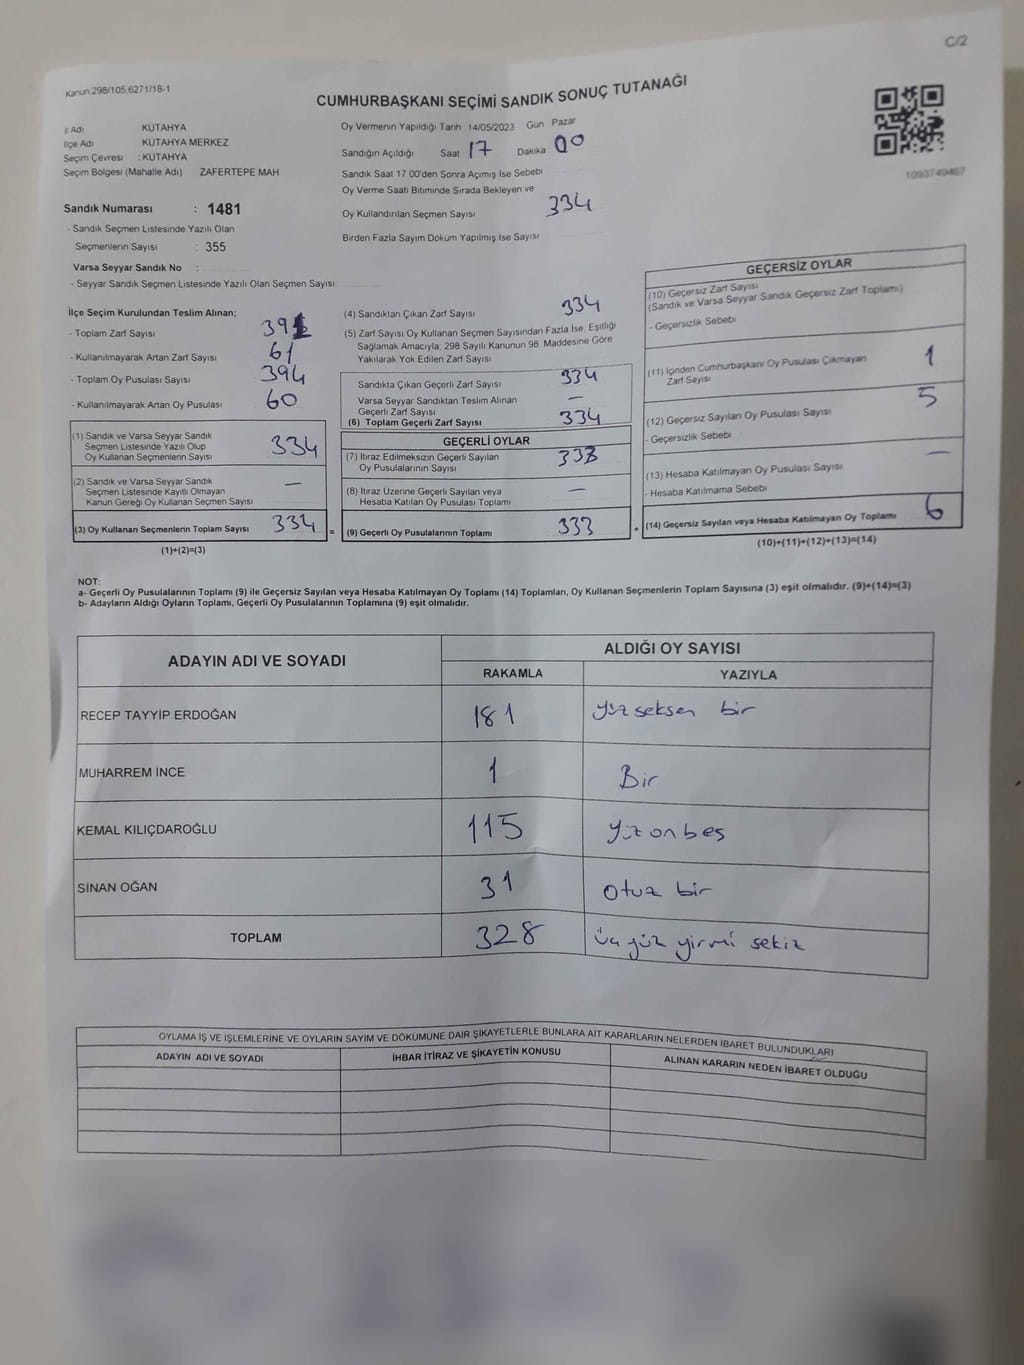 C/2
Kanun:298/105,6271/18-1
CUMHURBAŞKANI SEÇİMİ SANDIK SONUÇ TUTANAĞI
İl Adı KÜTAHYA
İlçe Adı KÜTAHYA MERKEZ
Seçim Çevresi : KÜTAHYA
Seçim Bölgesi (Mahalle Adı) ZAFERTEPE MAH
Oy Vermenin Yapıldığı Tarih 14/05/2023 Gün Pazar
Sandığın Açıldığı Saat 17 Dakika 00
Sandık Saat 17.00'den Sonra Açımış İse Sebebi
Oy Verme Saati Bitiminde Sırada Bekleyen ve
Oy Kullandırılan Seçmen Sayısı 334
Birden Fazla Sayım Döküm Yapılmış İse Sayısı
1093749467
Sandık Numarası : 1481
- Sandık Seçmen Listesinde Yazılı Olan
Seçmenlerin Sayısı : 355
Varsa Seyyar Sandık No :
- Seyyar Sandık Seçmen Listesinde Yazılı Olan Seçmen Sayısı
İlçe Seçim Kurulundan Teslim Alınan;
- Toplam Zarf Sayısı
- Kullanılmayarak Artan Zarf Sayısı 61
- Toplam Oy Pusulası Sayısı 394
- Kullanılmayarak Artan Oy Pusulası 60
(1) Sandık ve Varsa Seyyar Sandık
Seçmen Listesinde Yazılı Olup
Oy Kullanan Seçmenlerin Sayısı 334
(2) Sandık ve Varsa Seyyar Sandık
Seçmen Listesinde Kayıtlı Olmayan
Kanun Gereği Oy Kullanan Seçmen Sayısı —
(3) Oy Kullanan Seçmenlerin Toplam Sayısı 334
(1)+(2)=(3)
(4) Sandıktan Çıkan Zarf Sayısı 334
(5) Zarf Sayısı Oy Kullanan Seçmen Sayısından Fazla İse, Eşitliği
Sağlamak Amacıyla, 298 Sayılı Kanunun 98. Maddesine Göre
Yakılarak Yok Edilen Zarf Sayısı
Sandıkta Çıkan Geçerli Zarf Sayısı 334
Varsa Seyyar Sandıktan Teslim Alınan
Geçerli Zarf Sayısı —
(6) Toplam Geçerli Zarf Sayısı 334
GEÇERLİ OYLAR
(7) İtiraz Edilmeksizin Geçerli Sayılan
Oy Pusulalarının Sayısı 333
(8) İtiraz Üzerine Geçerli Sayılan veya
Hesaba Katılan Oy Pusulası Toplamı —
= (9) Geçerli Oy Pusulalarının Toplamı 333
GEÇERSİZ OYLAR
(10) Geçersiz Zarf Sayısı
(Sandık ve Varsa Seyyar Sandık Geçersiz Zarf Toplamı)
- Geçersizlik Sebebi
(11) İçinden Cumhurbaşkanı Oy Pusulası Çıkmayan
Zarf Sayısı 1
(12) Geçersiz Sayılan Oy Pusulası Sayısı 5
- Geçersizlik Sebebi
(13) Hesaba Katılmayan Oy Pusulası Sayısı —
- Hesaba Katılmama Sebebi
+ (14) Geçersiz Sayılan veya Hesaba Katılmayan Oy Toplamı 6
(10)+(11)+(12)+(13)=(14)
NOT:
a- Geçerli Oy Pusulalarının Toplamı (9) ile Geçersiz Sayılan veya Hesaba Katılmayan Oy Toplamı (14) Toplamları, Oy Kullanan Seçmenlerin Toplam Sayısına (3) eşit olmalıdır. (9)+(14)=(3)
b- Adayların Aldığı Oyların Toplamı, Geçerli Oy Pusulalarının Toplamına (9) eşit olmalıdır.
ADAYIN ADI VE SOYADI ALDIĞI OY SAYISI
RAKAMLA YAZIYLA
RECEP TAYYİP ERDOĞAN 181 yüz seksen bir
MUHARREM İNCE 1 Bir
KEMAL KILIÇDAROĞLU 115 Yüz on beş
SİNAN OĞAN 31 otuz bir
TOPLAM 328 üç yüz yirmi sekiz
OYLAMA İŞ VE İŞLEMLERİNE VE OYLARIN SAYIM VE DÖKÜMÜNE DAİR ŞİKAYETLERLE BUNLARA AİT KARARLARIN NELERDEN İBARET BULUNDUKLARI
ADAYIN ADI VE SOYADI İHBAR İTİRAZ VE ŞİKAYETİN KONUSU ALINAN KARARIN NEDEN İBARET OLDUĞU